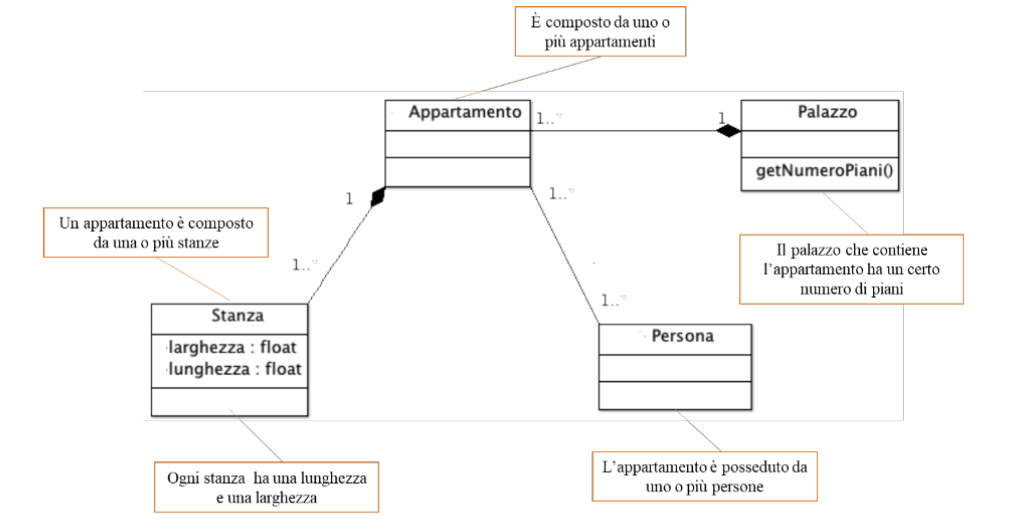 È composto da uno o
più appartamenti
Appartamento
1..*
1
Palazzo
getNumeroPiani()
1
1..*
Un appartamento è composto
da una o più stanze
1..*
Il palazzo che contiene
l’appartamento ha un certo
numero di piani
1..*
Stanza
larghezza : float
lunghezza : float
Persona
Ogni stanza ha una lunghezza
e una larghezza
L’appartamento è posseduto da
uno o più persone